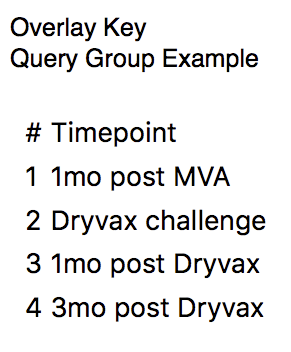 Overlay Key
Query Group Example
# Timepoint
1 1mo post MVA
2 Dryvax challenge
3 1mo post Dryvax
4 3mo post Dryvax